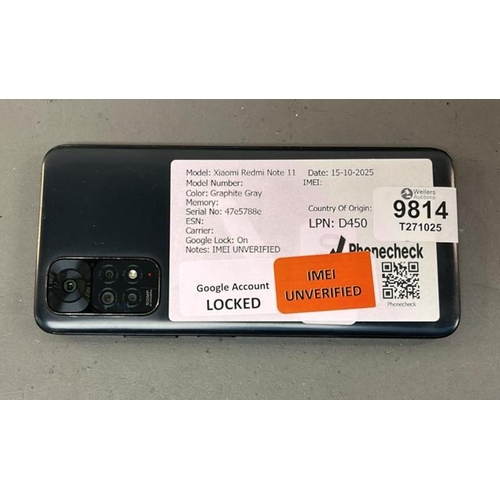 Model: Xiaomi Redmi Note 11 Date: 15-10-2025
Model Number: IMEI:
Color: Graphite Gray
Memory:
Serial No: 47e5788c
ESN:
Carrier:
Google Lock: On
Notes: IMEI UNVERIFIED
Country Of Origin:
LPN: D450
Wellers
Auctions
9814
T271025
Phonecheck
Google Account
LOCKED
IMEI
UNVERIFIED
Phonecheck